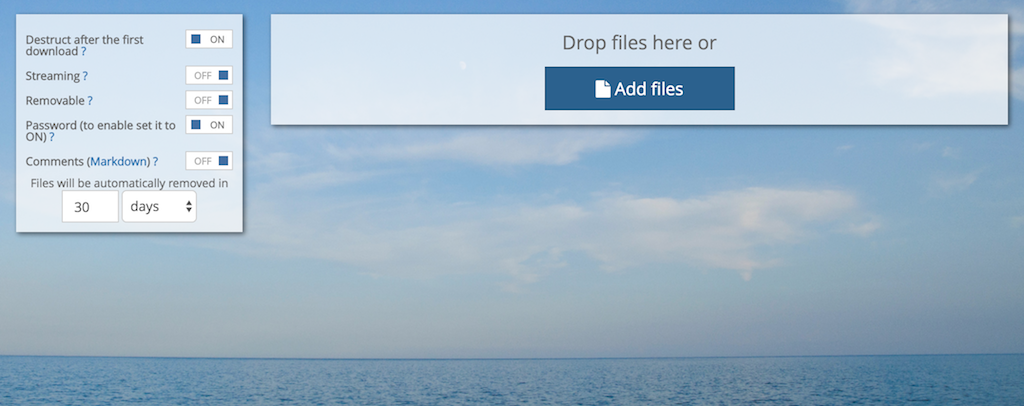 Destruct after the first
download ?
ON
Streaming ?
OFF
Removable ?
OFF
Password (to enable set it to
ON) ?
ON
Comments (Markdown) ?
OFF
Files will be automatically removed in
30
days
Drop files here or
Add files